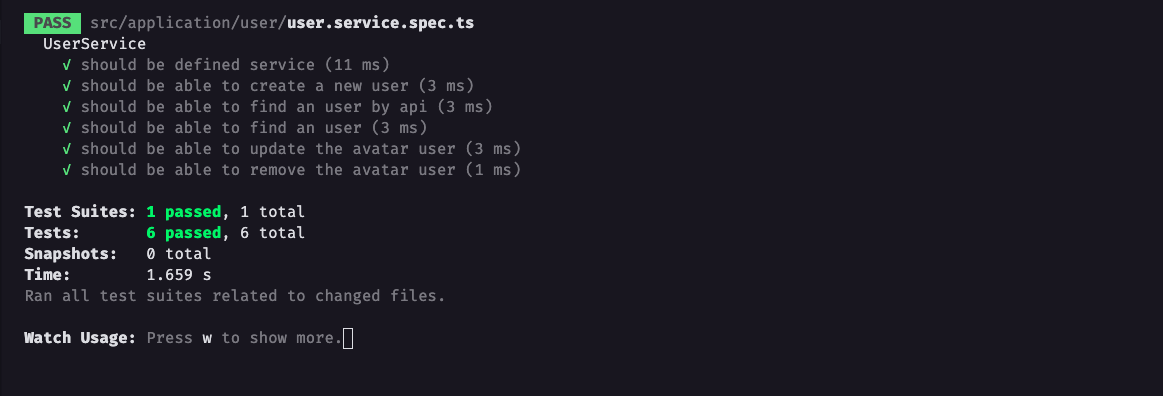 PASS src/application/user/user.service.spec.ts
UserService
√ should be defined service (11 ms)
√ should be able to create a new user (3 ms)
√ should be able to find an user by api (3 ms)
√ should be able to find an user (3 ms)
√ should be able to update the avatar user (3 ms)
√ should be able to remove the avatar user (1 ms)
Test Suites: 1 passed, 1 total
Tests: 6 passed, 6 total
Snapshots: 0 total
Time: 1.659 s
Ran all test suites related to changed files.
Watch Usage: Press w to show more.